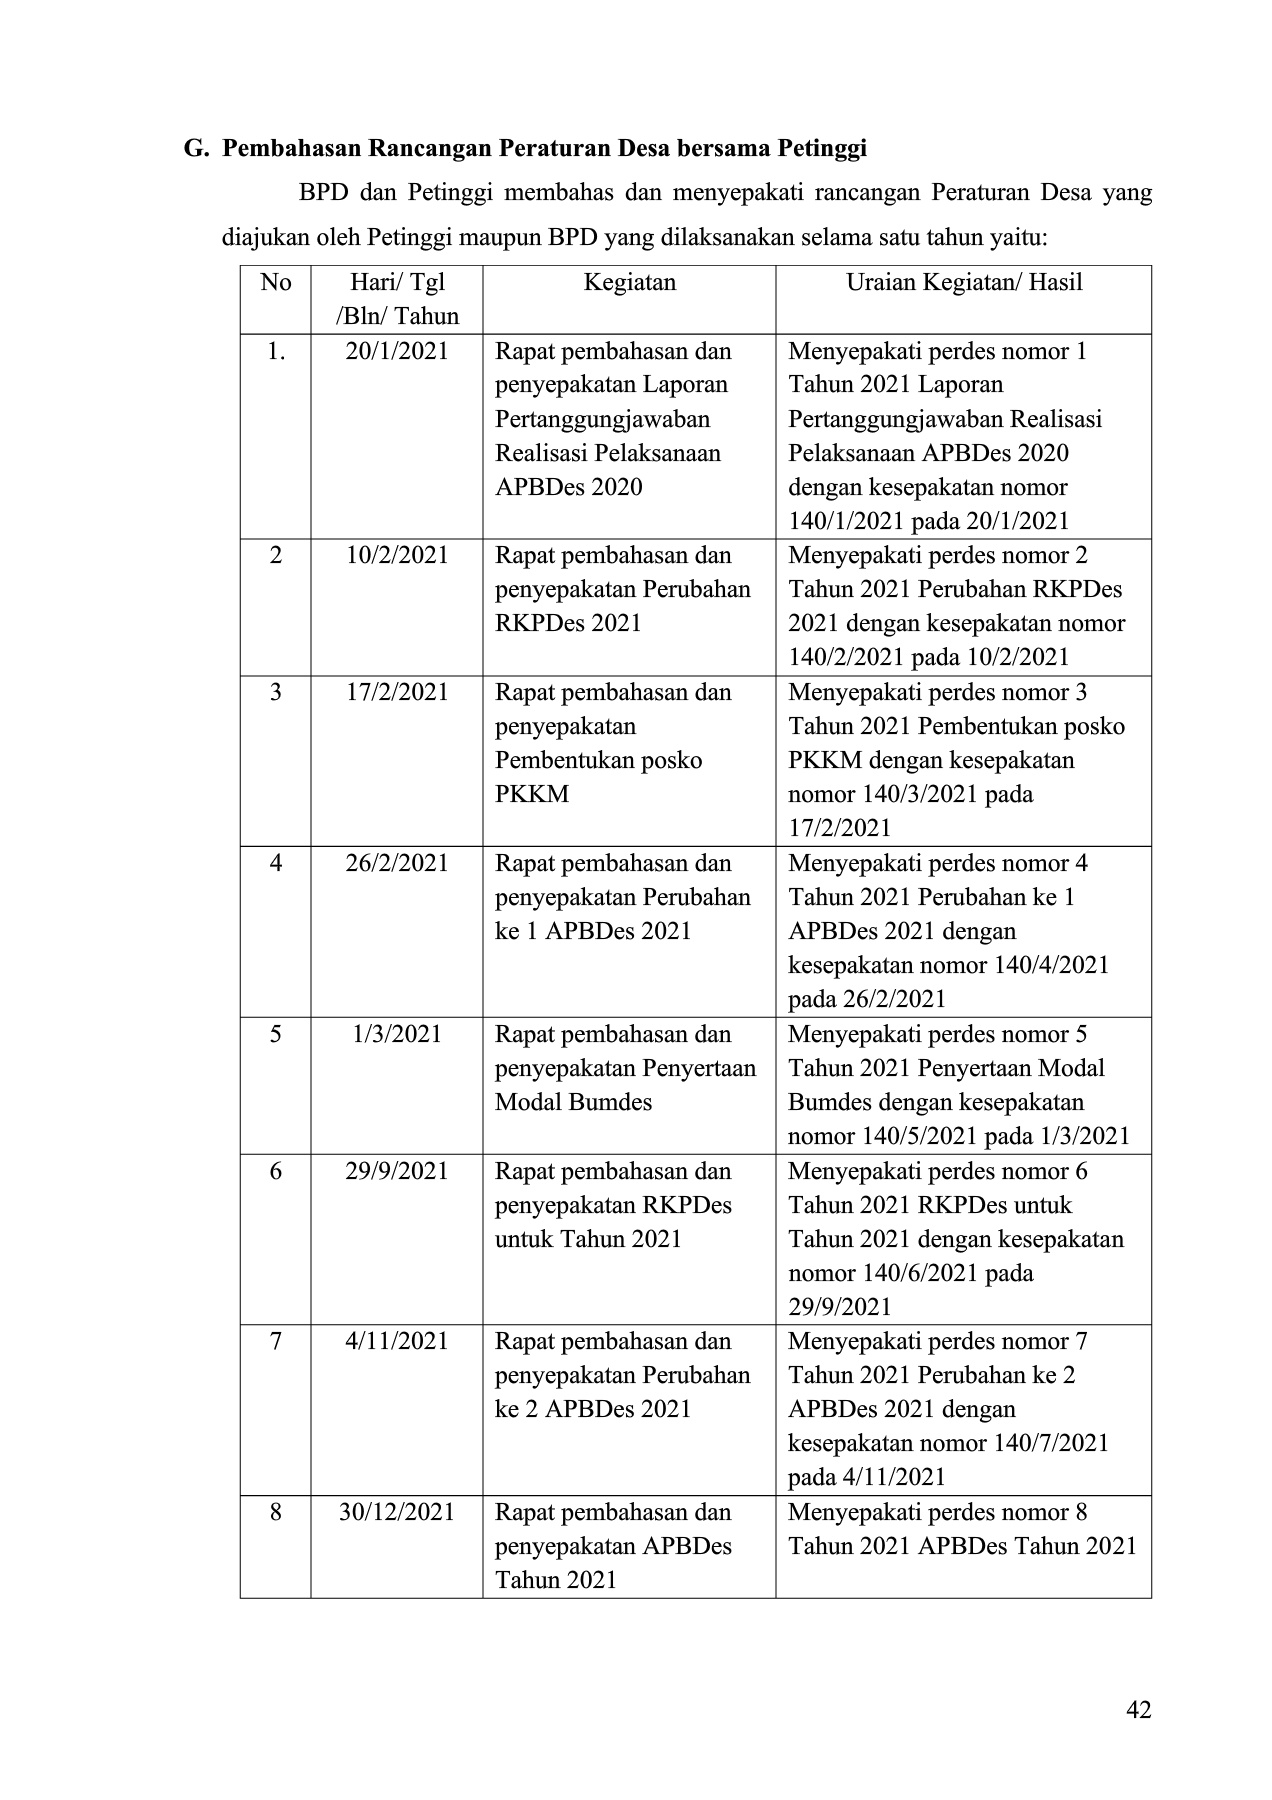 G. Pembahasan Rancangan Peraturan Desa bersama Petinggi
BPD dan Petinggi membahas dan menyepakati rancangan Peraturan Desa yang
diajukan oleh Petinggi maupun BPD yang dilaksanakan selama satu tahun yaitu:
No
Hari/ Tgl
/Bln/ Tahun
Kegiatan
Uraian Kegiatan/ Hasil
1.
20/1/2021
Rapat pembahasan dan
penyepakatan Laporan
Pertanggungjawaban
Realisasi Pelaksanaan
APBDes 2020
Menyepakati perdes nomor 1
Tahun 2021 Laporan
Pertanggungjawaban Realisasi
Pelaksanaan APBDes 2020
dengan kesepakatan nomor
140/1/2021 pada 20/1/2021
2
10/2/2021
Rapat pembahasan dan
penyepakatan Perubahan
RKPDes 2021
Menyepakati perdes nomor 2
Tahun 2021 Perubahan RKPDes
2021 dengan kesepakatan nomor
140/2/2021 pada 10/2/2021
3
17/2/2021
Rapat pembahasan dan
penyepakatan
Pembentukan posko
PKKM
Menyepakati perdes nomor 3
Tahun 2021 Pembentukan posko
PKKM dengan kesepakatan
nomor 140/3/2021 pada
17/2/2021
4
26/2/2021
Rapat pembahasan dan
penyepakatan Perubahan
ke 1 APBDes 2021
Menyepakati perdes nomor 4
Tahun 2021 Perubahan ke 1
APBDes 2021 dengan
kesepakatan nomor 140/4/2021
pada 26/2/2021
5
1/3/2021
Rapat pembahasan dan
penyepakatan Penyertaan
Modal Bumdes
Menyepakati perdes nomor 5
Tahun 2021 Penyertaan Modal
Bumdes dengan kesepakatan
nomor 140/5/2021 pada 1/3/2021
6
29/9/2021
Rapat pembahasan dan
penyepakatan RKPDes
untuk Tahun 2021
Menyepakati perdes nomor 6
Tahun 2021 RKPDes untuk
Tahun 2021 dengan kesepakatan
nomor 140/6/2021 pada
29/9/2021
7
4/11/2021
Rapat pembahasan dan
penyepakatan Perubahan
ke 2 APBDes 2021
Menyepakati perdes nomor 7
Tahun 2021 Perubahan ke 2
APBDes 2021 dengan
kesepakatan nomor 140/7/2021
pada 4/11/2021
8
30/12/2021
Rapat pembahasan dan
penyepakatan APBDes
Tahun 2021
Menyepakati perdes nomor 8
Tahun 2021 APBDes Tahun 2021
42